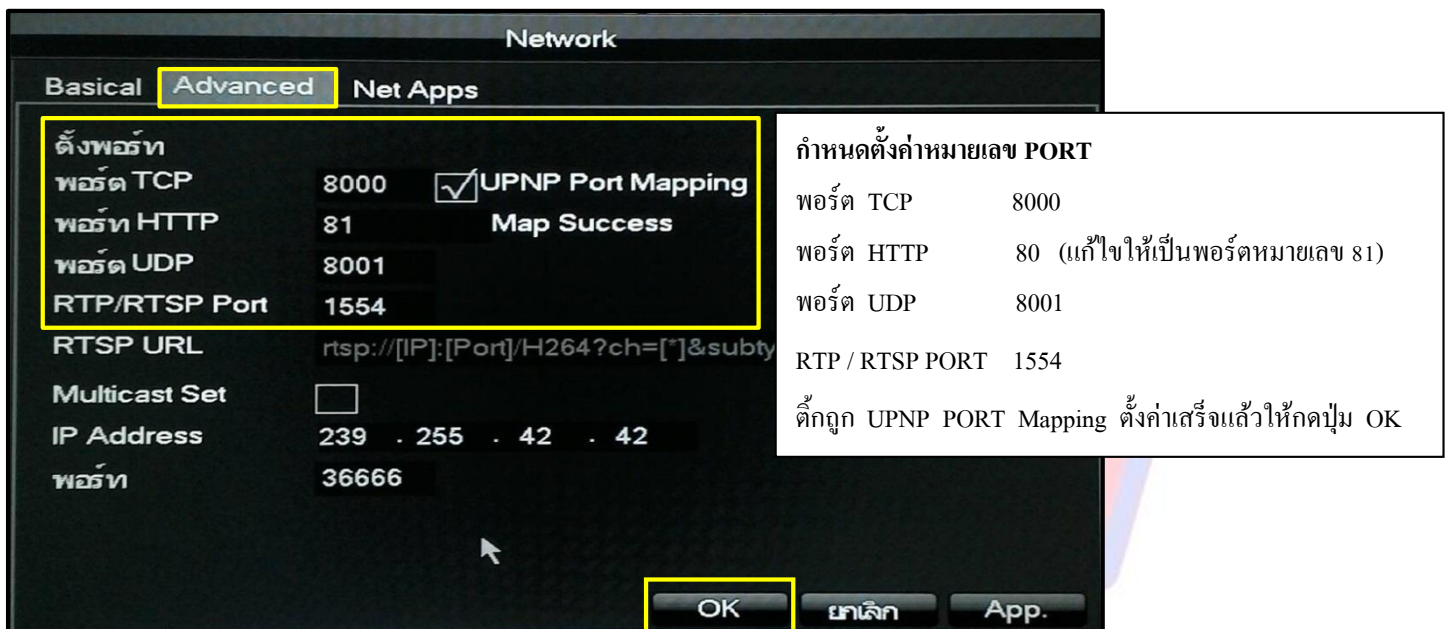 Network
Basical Advanced Net Apps
ตั้งพอร์ท
พอร์ต TCP 8000 UPNP Port Mapping
พอร์ท HTTP 81 Map Success
พอร์ต UDP 8001
RTP/RTSP Port 1554
RTSP URL rtsp://[IP]:[Port]/H264?ch=[*]&subty
Multicast Set
IP Address 239 . 255 . 42 . 42
พอร์ท 36666
OK ยกเลิก App.
กำหนดตั้งค่าหมายเลข PORT
พอร์ต TCP 8000
พอร์ต HTTP 80 (แก้ไขให้เป็นพอร์ตหมายเลข 81)
พอร์ต UDP 8001
RTP / RTSP PORT 1554
ติ้กถูก UPNP PORT Mapping ตั้งค่าเสร็จแล้วให้กดปุ่ม OK